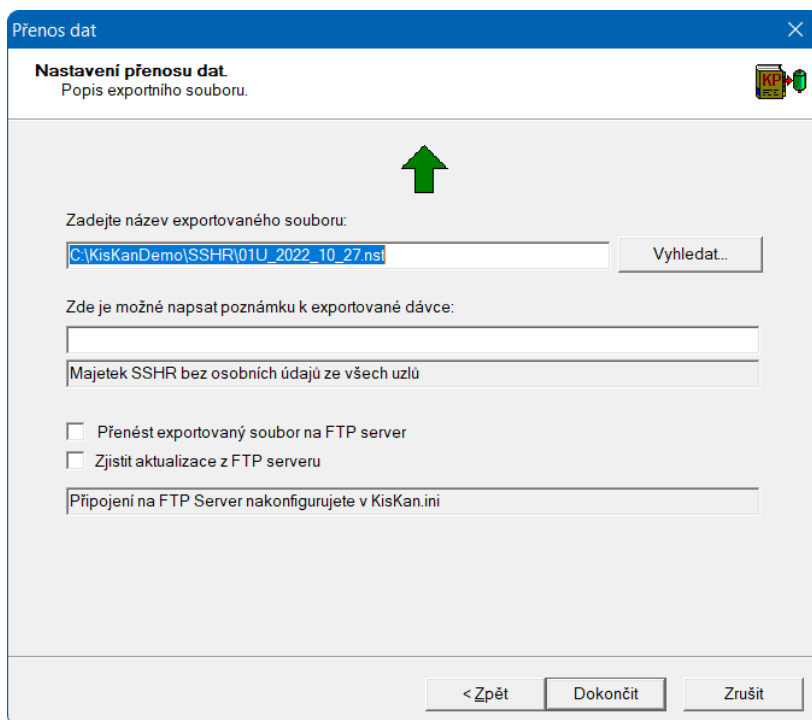 Přenos dat
Nastavení přenosu dat.
Popis exportního souboru.
KP
Zadejte název exportovaného souboru:
C:\KisKanDemo\SSHR\01U_2022_10_27.nst
Vyhledat...
Zde je možné napsat poznámku k exportované dávce:
Majetek SSHR bez osobních údajů ze všech uzlů
Přenést exportovaný soubor na FTP server
Zjistit aktualizace z FTP serveru
Připojení na FTP Server nakonfigurujete v KisKan.ini
< Zpět
Dokončit
Zrušit